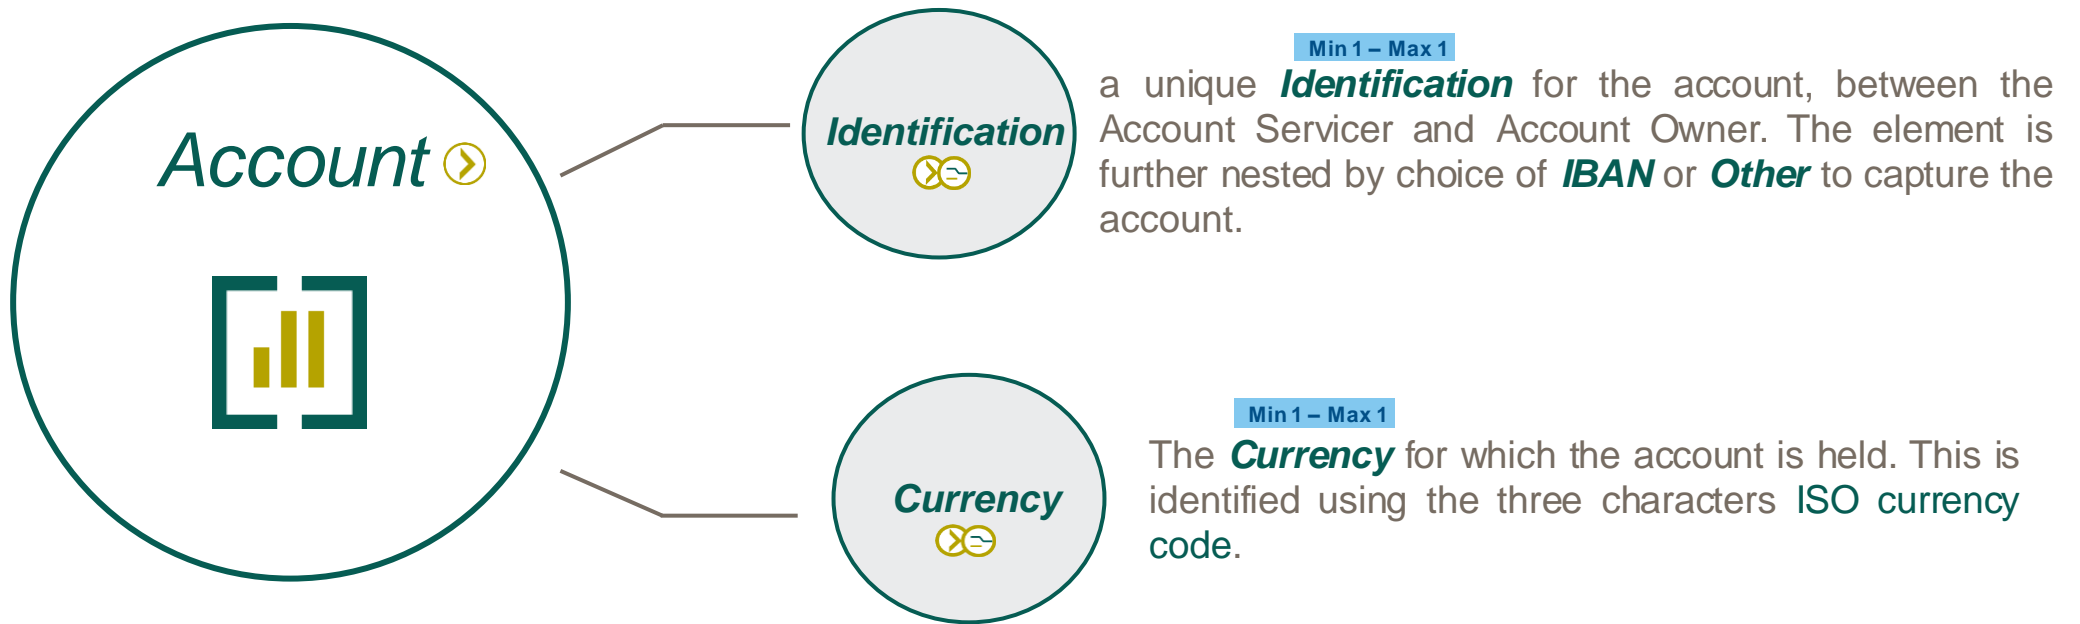 Account
Identification
Min 1 – Max 1
a unique Identification for the account, between the
Account Servicer and Account Owner. The element is
further nested by choice of IBAN or Other to capture the
account.
Currency
Min 1 – Max 1
The Currency for which the account is held. This is
identified using the three characters ISO currency
code.